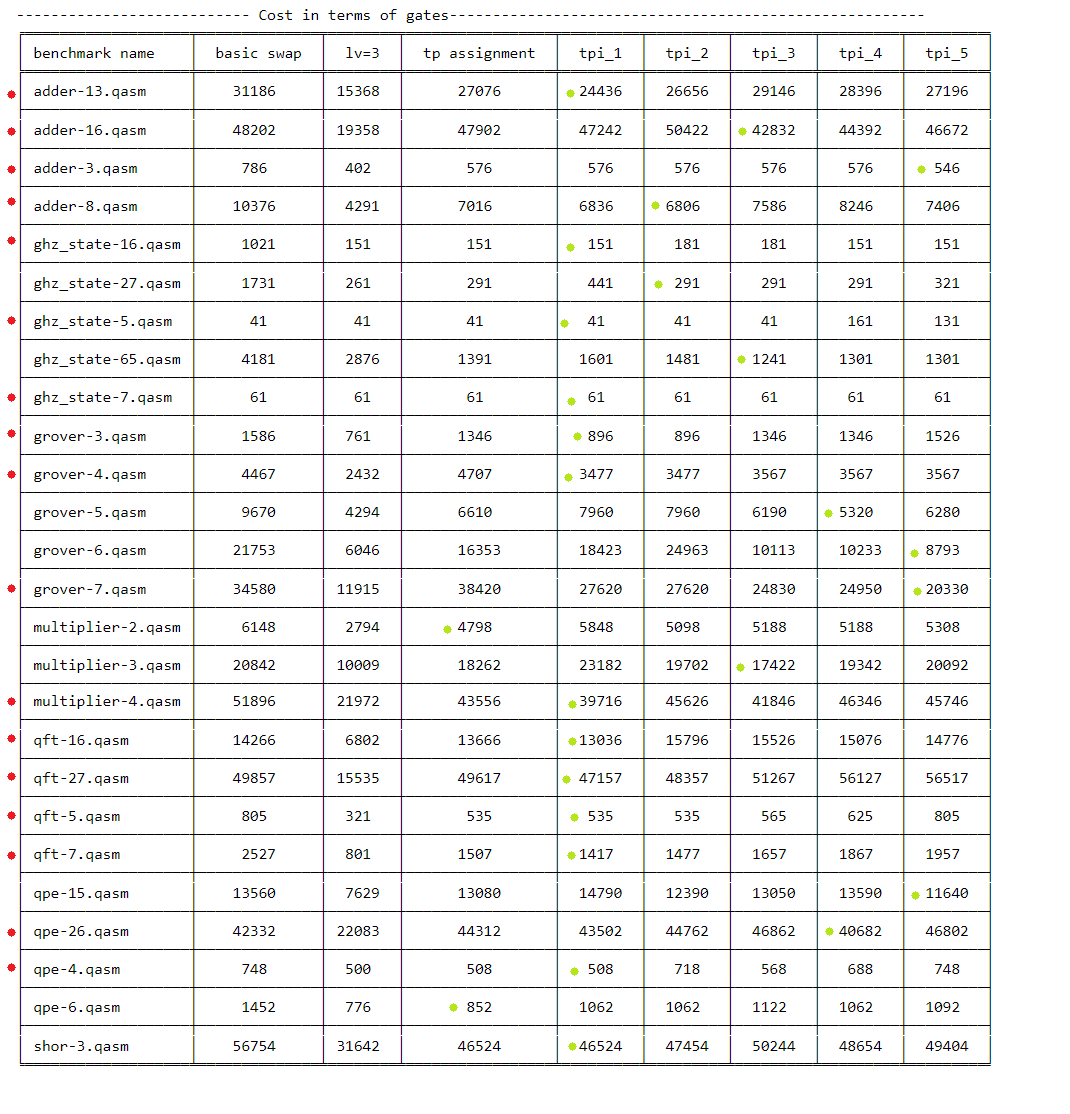 --------------------------- Cost in terms of gates-------------------------------------------------------
benchmark name basic swap lv=3 tp assignment tpi_1 tpi_2 tpi_3 tpi_4 tpi_5
adder-13.qasm 31186 15368 27076 24436 26656 29146 28396 27196
adder-16.qasm 48202 19358 47902 47242 50422 42832 44392 46672
adder-3.qasm 786 402 576 576 576 576 576 546
adder-8.qasm 10376 4291 7016 6836 6806 7586 8246 7406
ghz_state-16.qasm 1021 151 151 151 181 181 151 151
ghz_state-27.qasm 1731 261 291 441 291 291 291 321
ghz_state-5.qasm 41 41 41 41 41 41 161 131
ghz_state-65.qasm 4181 2876 1391 1601 1481 1241 1301 1301
ghz_state-7.qasm 61 61 61 61 61 61 61 61
grover-3.qasm 1586 761 1346 896 896 1346 1346 1526
grover-4.qasm 4467 2432 4707 3477 3477 3567 3567 3567
grover-5.qasm 9670 4294 6610 7960 7960 6190 5320 6280
grover-6.qasm 21753 6046 16353 18423 24963 10113 10233 8793
grover-7.qasm 34580 11915 38420 27620 27620 24830 24950 20330
multiplier-2.qasm 6148 2794 4798 5848 5098 5188 5188 5308
multiplier-3.qasm 20842 10009 18262 23182 19702 17422 19342 20092
multiplier-4.qasm 51896 21972 43556 39716 45626 41846 46346 45746
qft-16.qasm 14266 6802 13666 13036 15796 15526 15076 14776
qft-27.qasm 49857 15535 49617 47157 48357 51267 56127 56517
qft-5.qasm 805 321 535 535 535 565 625 805
qft-7.qasm 2527 801 1507 1417 1477 1657 1867 1957
qpe-15.qasm 13560 7629 13080 14790 12390 13050 13590 11640
qpe-26.qasm 42332 22083 44312 43502 44762 46862 40682 46802
qpe-4.qasm 748 500 508 508 718 568 688 748
qpe-6.qasm 1452 776 852 1062 1062 1122 1062 1092
shor-3.qasm 56754 31642 46524 46524 47454 50244 48654 49404